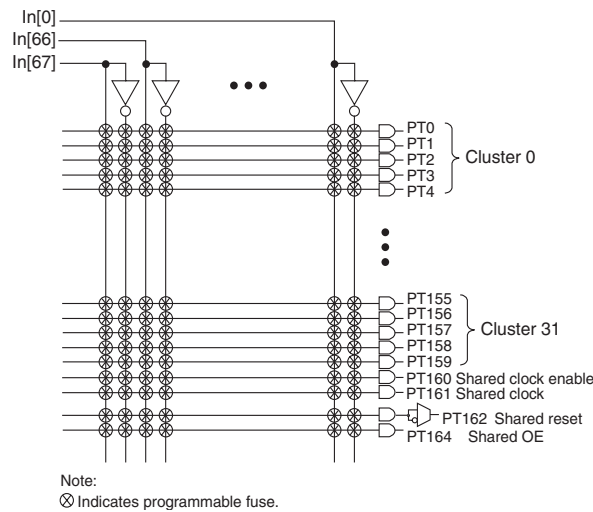 In[0]
In[66]
In[67]
PT0
PT1
PT2
PT3
PT4
Cluster 0
PT155
PT156
PT157
PT158
PT159
Cluster 31
PT160 Shared clock enable
PT161 Shared clock
PT162 Shared reset
PT164 Shared OE
Note:
Indicates programmable fuse.